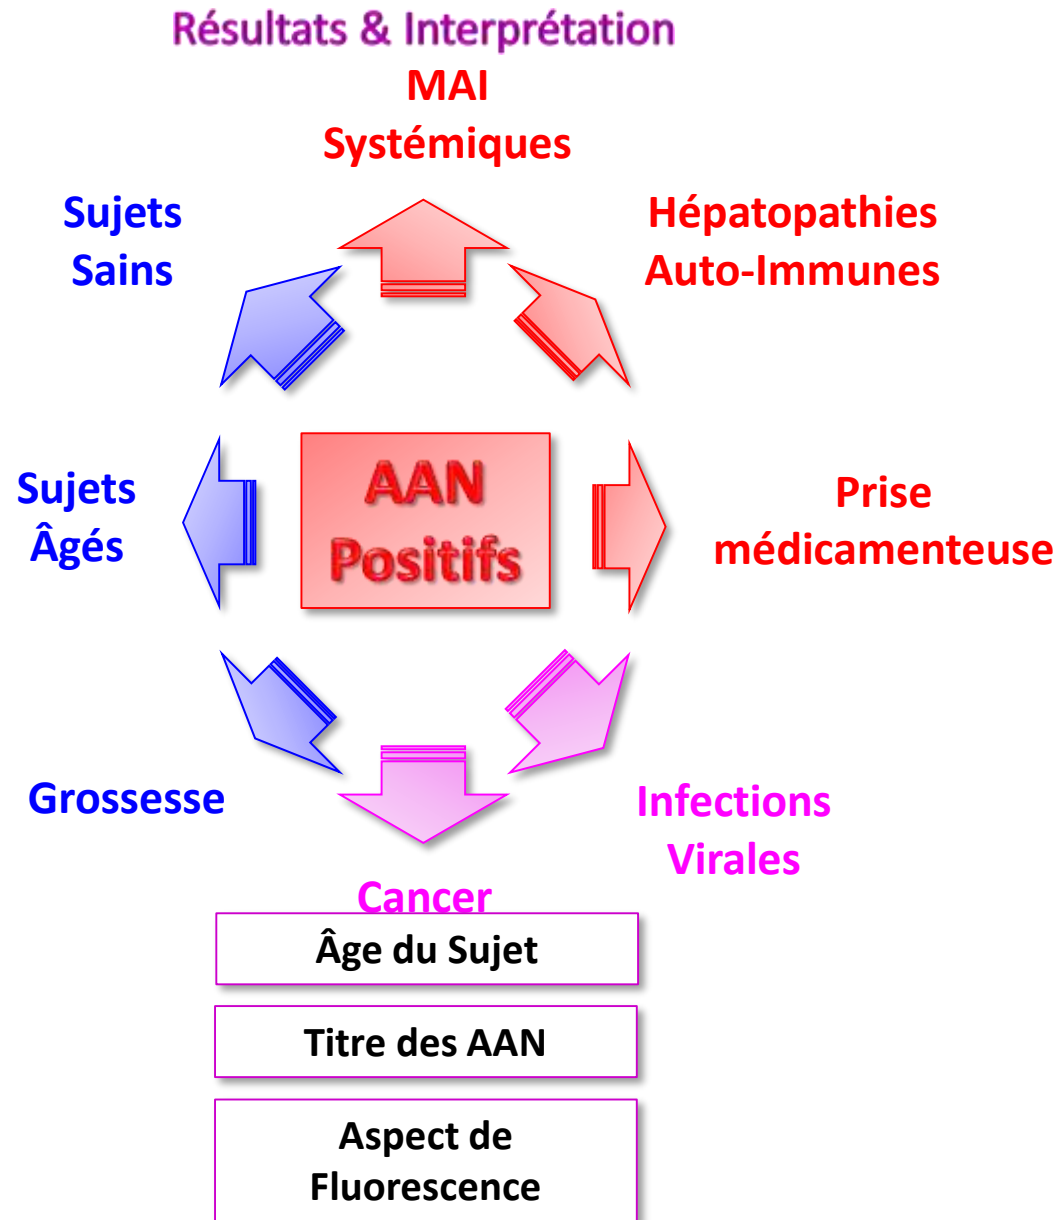 Résultats & Interprétation
MAI
Systémiques
Sujets
Sains
Hépatopathies
Auto-Immunes
Sujets
Âgés
AAN
Positifs
Prise
médicamenteuse
Grossesse
Infections
Virales
Cancer
Âge du Sujet
Titre des AAN
Aspect de
Fluorescence